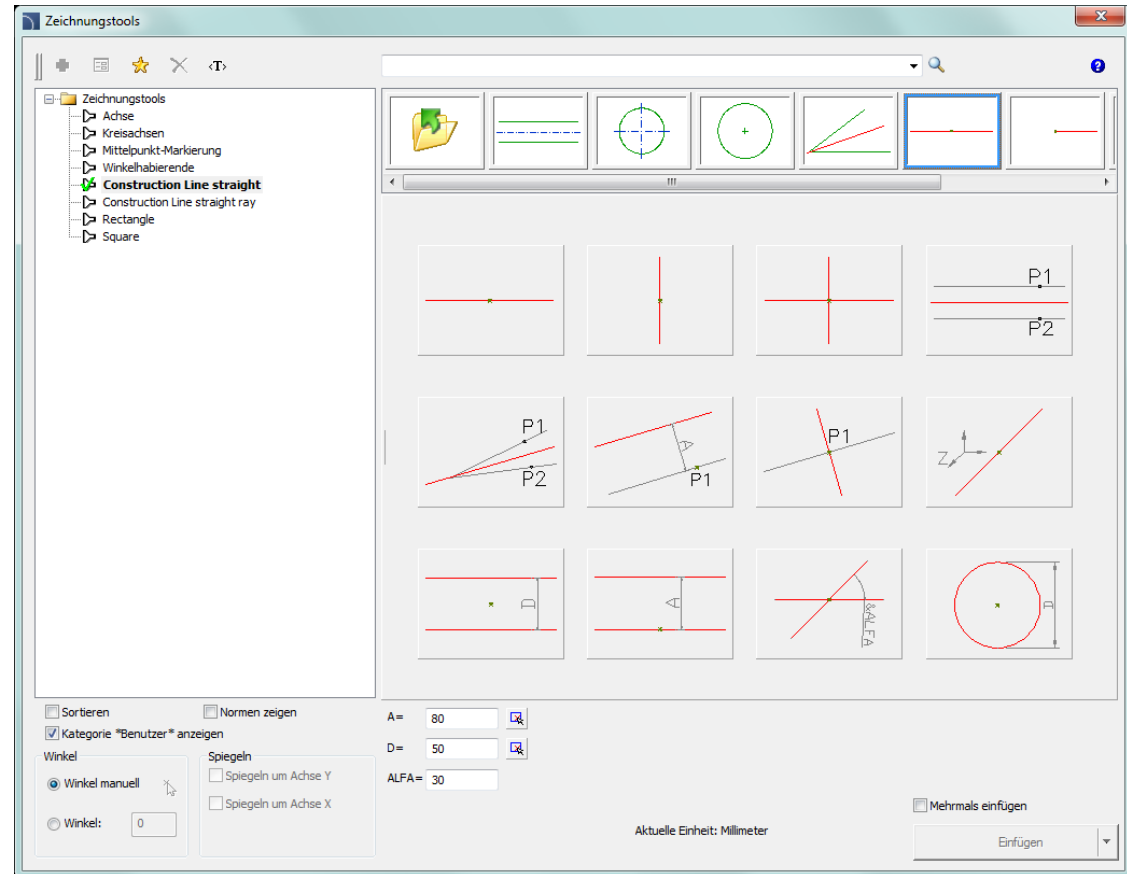 Zeichnungstools
‹T›
Zeichnungstools
Achse
Kreisachsen
Mittelpunkt-Markierung
Winkelhabierende
Construction Line straight
Construction Line straight ray
Rectangle
Square
P1
P2
P1
P2
A
P1
P1
Z
D
A
&ALFA
D
Sortieren
Normen zeigen
Kategorie *Benutzer* anzeigen
Winkel
Winkel manuell
Winkel:
0
Spiegeln
Spiegeln um Achse Y
Spiegeln um Achse X
A= 80
D= 50
ALFA= 30
Aktuelle Einheit: Millimeter
Mehrmals einfügen
Einfügen